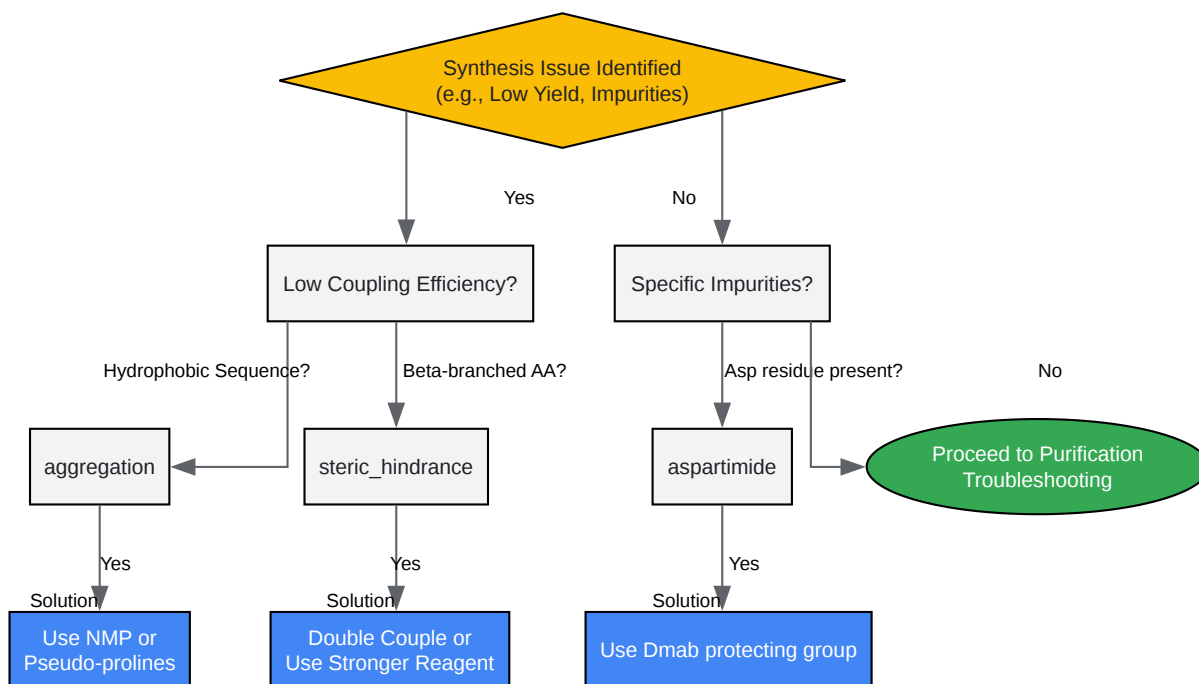 Synthesis Issue Identified
(e.g., Low Yield, Impurities)
Yes
No
Low Coupling Efficiency?
Specific Impurities?
Hydrophobic Sequence?
Beta-branched AA?
Asp residue present?
No
aggregation
steric_hindrance
aspartimide
Proceed to Purification
Troubleshooting
Yes
Yes
Yes
Solution
Solution
Solution
Use NMP or
Pseudo-prolines
Double Couple or
Use Stronger Reagent
Use Dmab protecting group